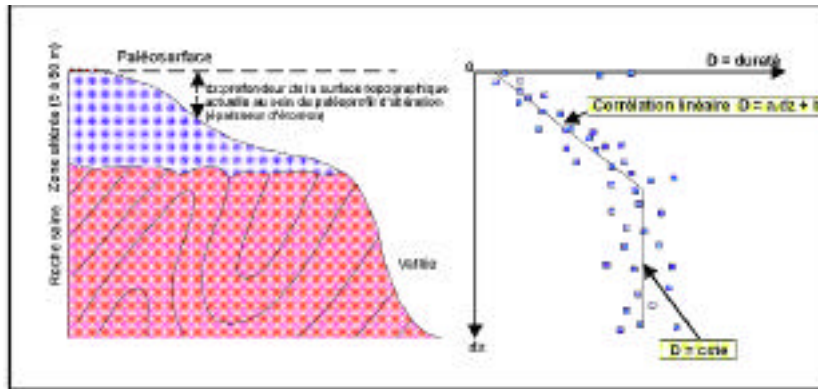 Paléosurface
dz profondeur de la surface topographique
actuelle au sein du paléoprofil d'altération
(épaisseur d'érosion)
Zone altérée (5 à 50 m)
Roche saine
Vallée
0
D = dureté
Corrélation linéaire D = a.dz + b
dz
D = cste